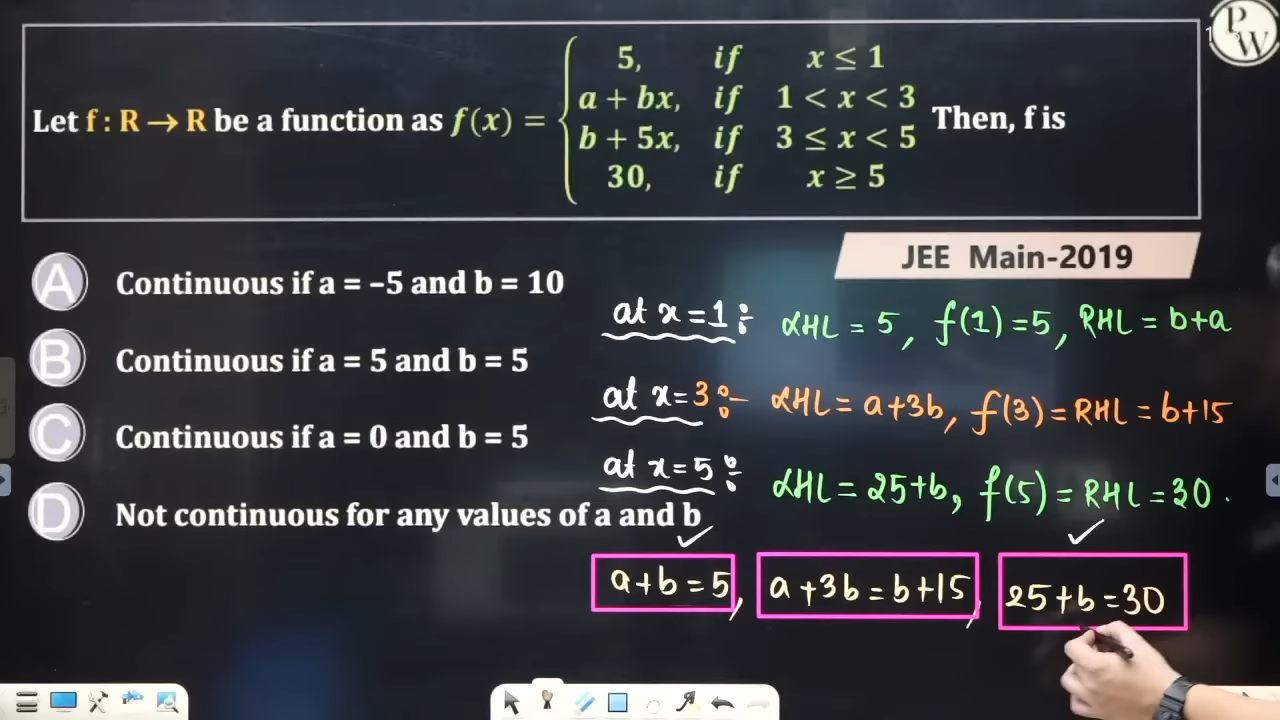 P
W
1
5, if x ≤ 1
a + bx, if 1 < x < 3
Let f : R → R be a function as f(x) = Then, f is
b + 5x, if 3 ≤ x < 5
30, if x ≥ 5
JEE Main-2019
A Continuous if a = –5 and b = 10
at x=1:- LHL = 5, f(1)=5, RHL = b+a
B Continuous if a = 5 and b = 5
at x=3:- LHL = a+3b, f(3)=RHL = b+15
C Continuous if a = 0 and b = 5
at x=5:- LHL = 25+b, f(5) = RHL = 30.
D Not continuous for any values of a and b
a+b=5, a+3b=b+15, 25+b=30